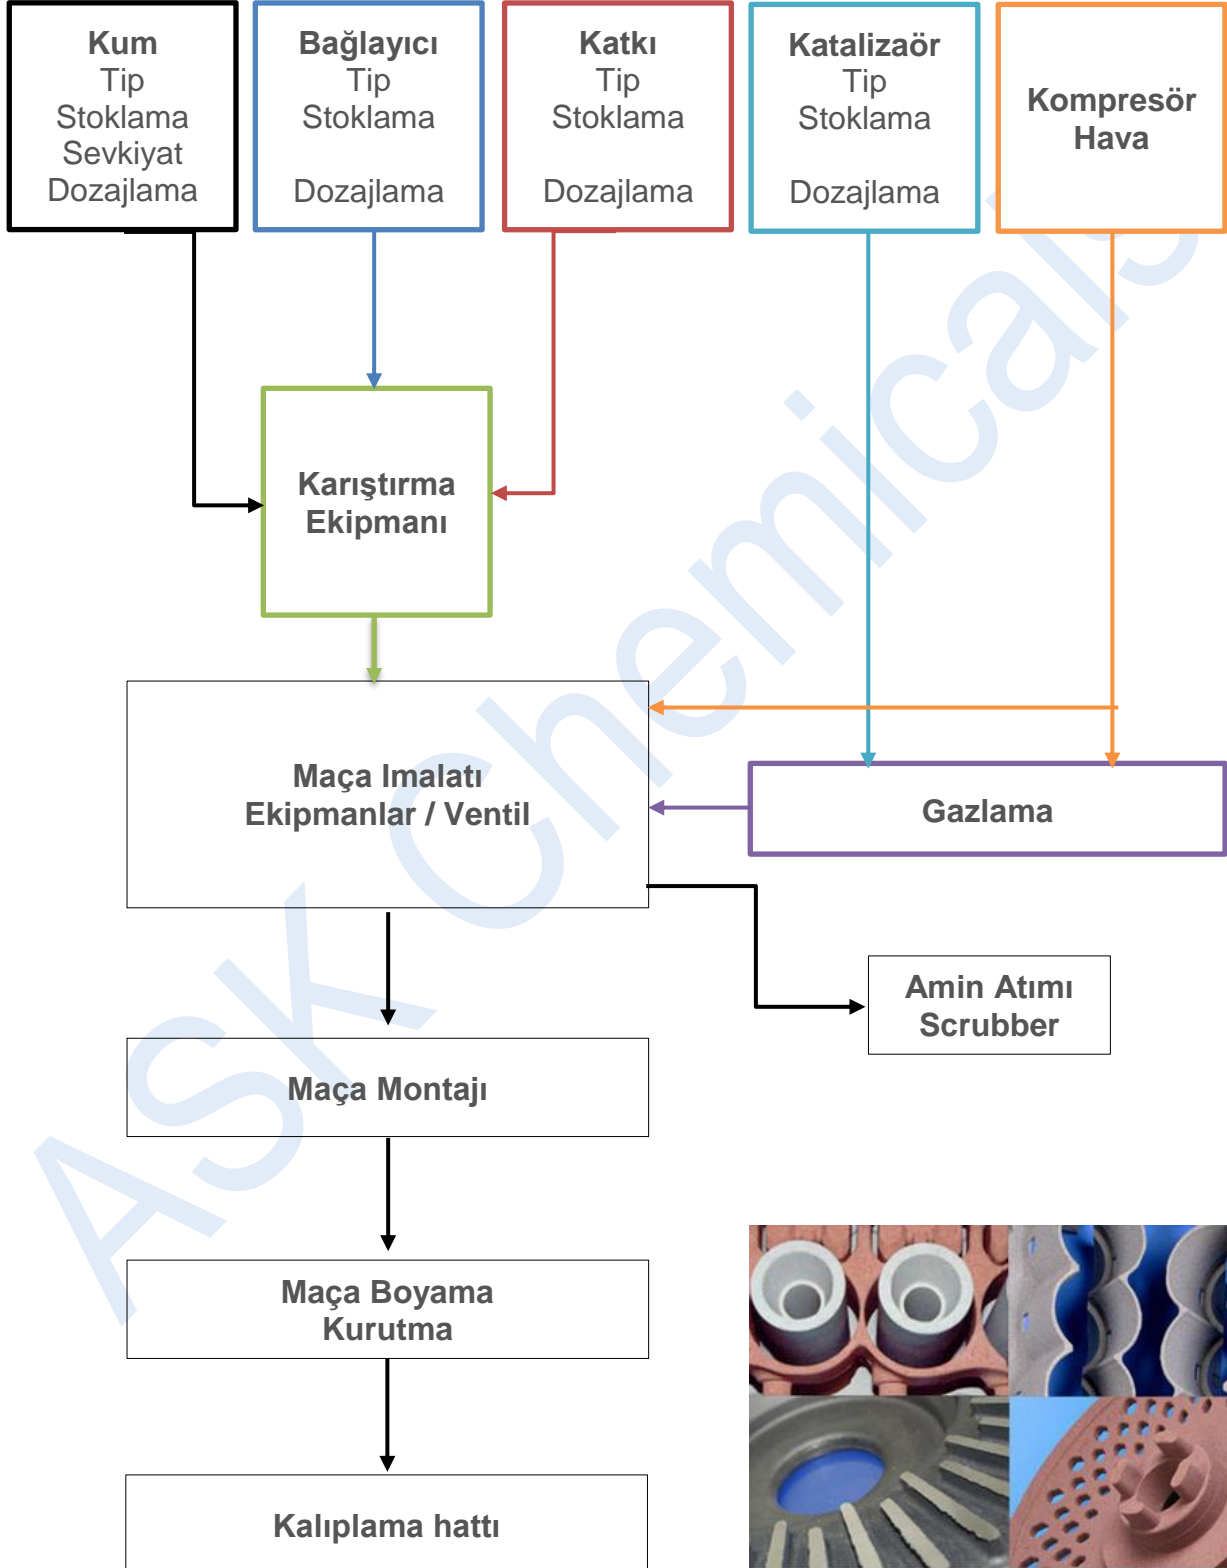 Kum
Tip
Stoklama
Sevkiyat
Dozajlama
Bağlayıcı
Tip
Stoklama
Dozajlama
Katkı
Tip
Stoklama
Dozajlama
Katalizaör
Tip
Stoklama
Dozajlama
Kompresör
Hava
Karıştırma
Ekipmanı
Maça Imalatı
Ekipmanlar / Ventil
Gazlama
Amin Atımı
Scrubber
Maça Montajı
Maça Boyama
Kurutma
Kalıplama hattı
ASK Chemicals